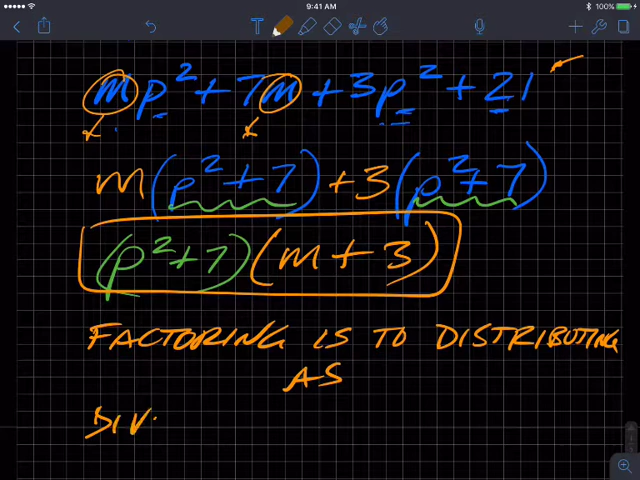 9:41 AM
100%
mp² + 7m + 3p² + 21
m(p² + 7) + 3(p² + 7)
(p² + 7)(m + 3)
FACTORING IS TO DISTRIBUTING
AS
DIV.